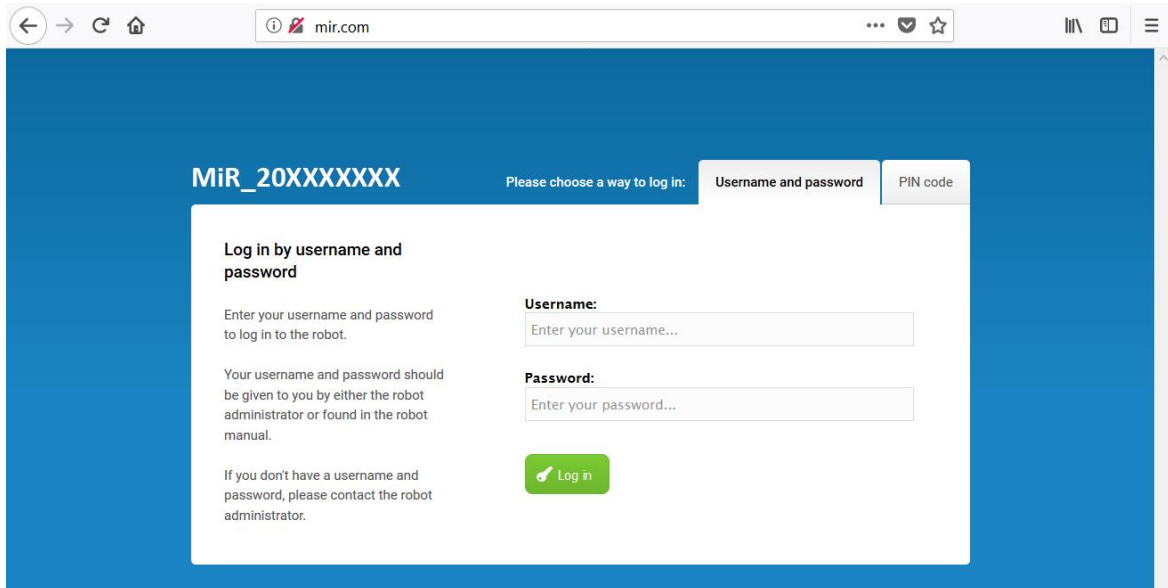 mir.com
MiR_20XXXXXXX
Please choose a way to log in:
Username and password
PIN code
Log in by username and
password
Enter your username and password
to log in to the robot.
Your username and password should
be given to you by either the robot
administrator or found in the robot
manual.
If you don't have a username and
password, please contact the robot
administrator.
Username:
Enter your username...
Password:
Enter your password...
Log in